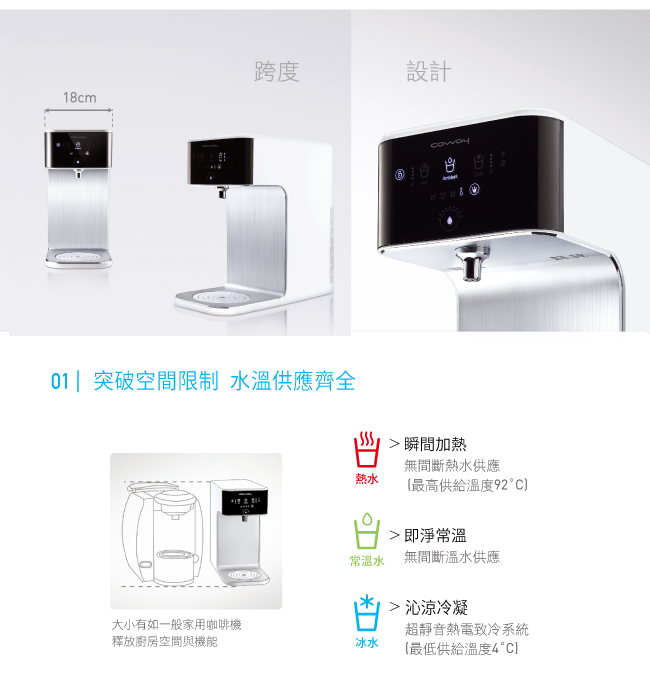 跨度
設計
18cm
coway
coway
Ambient
01 | 突破空間限制 水溫供應齊全
熱水
> 瞬間加熱
無間斷熱水供應
(最高供給溫度92˚C)
常溫水
> 即淨常溫
無間斷溫水供應
冰水
> 沁涼冷凝
超靜音熱電致冷系統
(最低供給溫度4˚C)
大小有如一般家用咖啡機
釋放廚房空間與機能